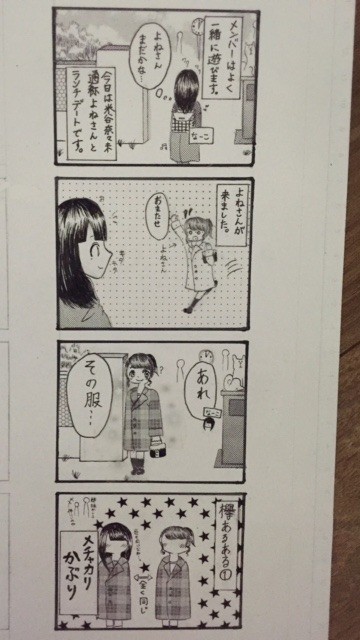 メンバーはよく
一緒に遊びます。
よねさん
まだかな…
なーこ
今日は米谷奈々未
通称よねさんと
ランチデートです。
よねさんが
来ました。
おまたせ
よねさん
あれ
なーこ
その服…
欅あるある①
全く同じ
メチャカリ
かぶり